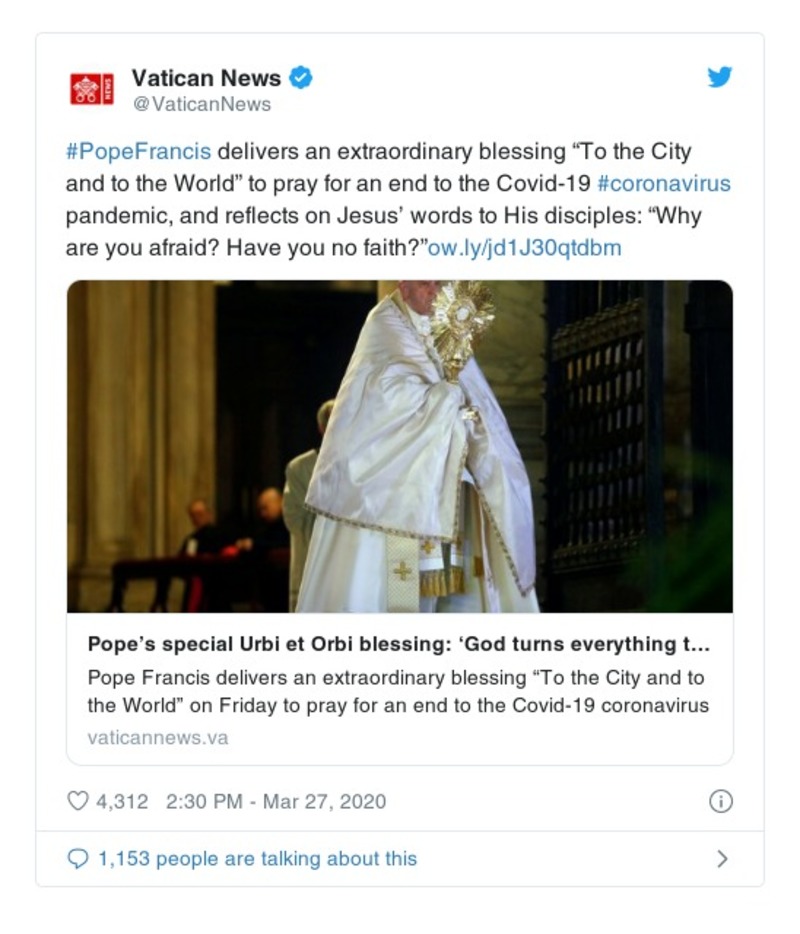 Vatican News
NEWS
@VaticanNews
#PopeFrancis delivers an extraordinary blessing “To the City
and to the World” to pray for an end to the Covid-19 #coronavirus
pandemic, and reflects on Jesus’ words to His disciples: “Why
are you afraid? Have you no faith?”ow.ly/jd1J30qtdbm
Pope’s special Urbi et Orbi blessing: ‘God turns everything t...
Pope Francis delivers an extraordinary blessing “To the City and to
the World” on Friday to pray for an end to the Covid-19 coronavirus
vaticannews.va
4,312 2:30 PM - Mar 27, 2020
1,153 people are talking about this